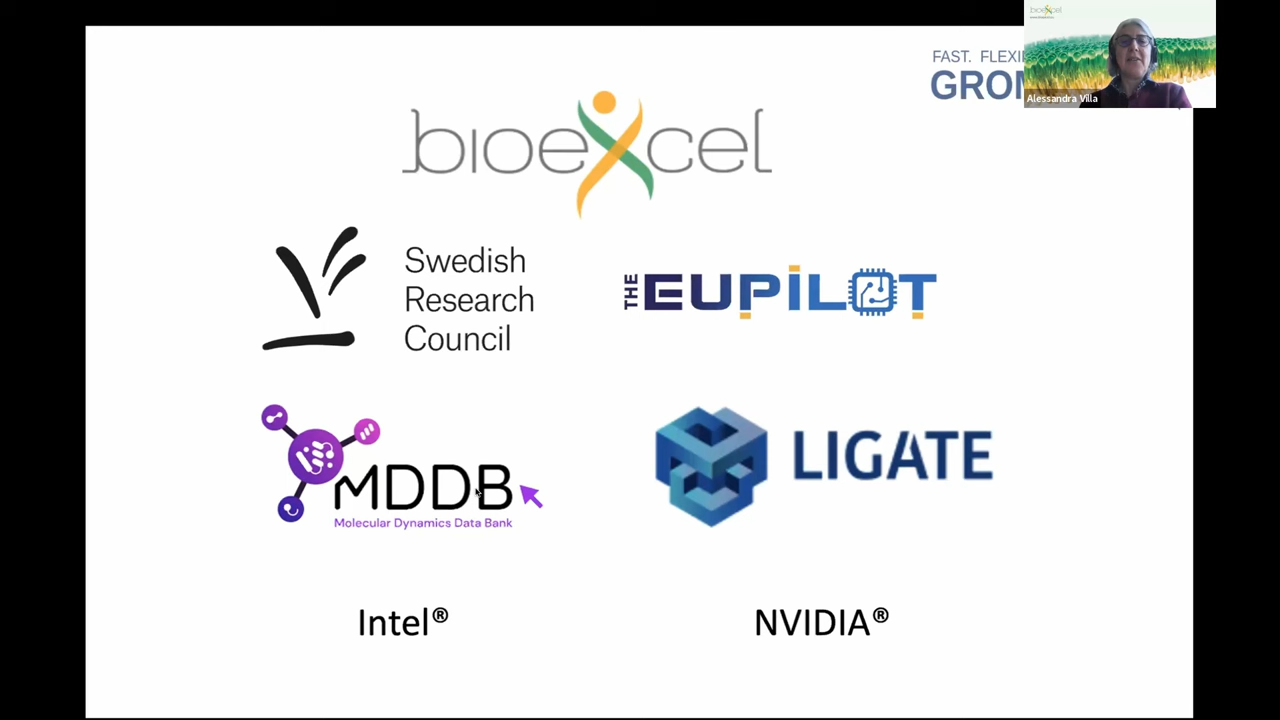 bioexcel
FAST. FLEXI
GROM
bioexcel
Alessandra Villa
Swedish
Research
Council
THE EUPILOT
MDDB
Molecular Dynamics Data Bank
LIGATE
Intel®
NVIDIA®